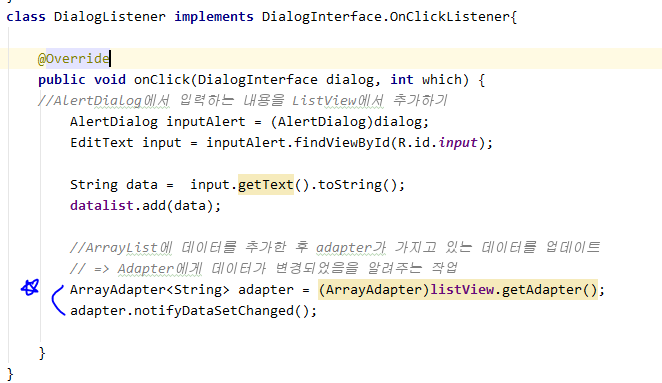 class DialogListener implements DialogInterface.OnClickListener{
@Override
public void onClick(DialogInterface dialog, int which) {
//AlertDialog에서 입력하는 내용을 ListView에서 추가하기
AlertDialog inputAlert = (AlertDialog)dialog;
EditText input = inputAlert.findViewById(R.id.input);
String data =  input.getText().toString();
datalist.add(data);
//ArrayList에 데이터를 추가한 후 adapter가 가지고 있는 데이터를 업데이트
// => Adapter에게 데이터가 변경되었음을 알려주는 작업
ArrayAdapter<String> adapter = (ArrayAdapter)listView.getAdapter();
adapter.notifyDataSetChanged();
}
}